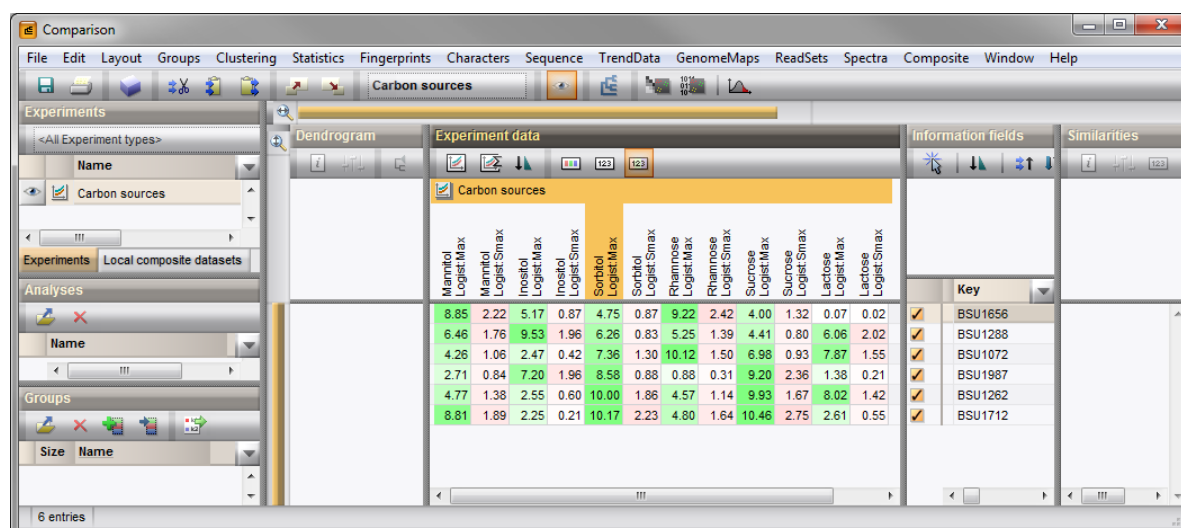 Comparison
File Edit Layout Groups Clustering Statistics Fingerprints Characters Sequence TrendData GenomeMaps ReadSets Spectra Composite Window Help
Carbon sources
Experiments
<All Experiment types>
Name
Carbon sources
Experiments Local composite datasets
Analyses
Name
Groups
Size Name
Dendrogram
Experiment data
Carbon sources
Mannitol
Logist:Max
Mannitol
Logist:Smax
Inositol
Logist:Max
Inositol
Logist:Smax
Sorbitol
Logist:Max
Sorbitol
Logist:Smax
Rhamnose
Logist:Max
Rhamnose
Logist:Smax
Sucrose
Logist:Max
Sucrose
Logist:Smax
Lactose
Logist:Max
Lactose
Logist:Smax
Information fields
Similarities
Key
8.85 2.22 5.17 0.87 4.75 0.87 9.22 2.42 4.00 1.32 0.07 0.02 BSU1656
6.46 1.76 9.53 1.96 6.26 0.83 5.25 1.39 4.41 0.80 6.06 2.02 BSU1288
4.26 1.06 2.47 0.42 7.36 1.30 10.12 1.50 6.98 0.93 7.87 1.55 BSU1072
2.71 0.84 7.20 1.96 8.58 0.88 0.88 0.31 9.20 2.36 1.38 0.21 BSU1987
4.77 1.38 2.55 0.60 10.00 1.86 4.57 1.14 9.93 1.67 8.02 1.42 BSU1262
8.81 1.89 2.25 0.21 10.17 2.23 4.80 1.64 10.46 2.75 2.61 0.55 BSU1712
6 entries